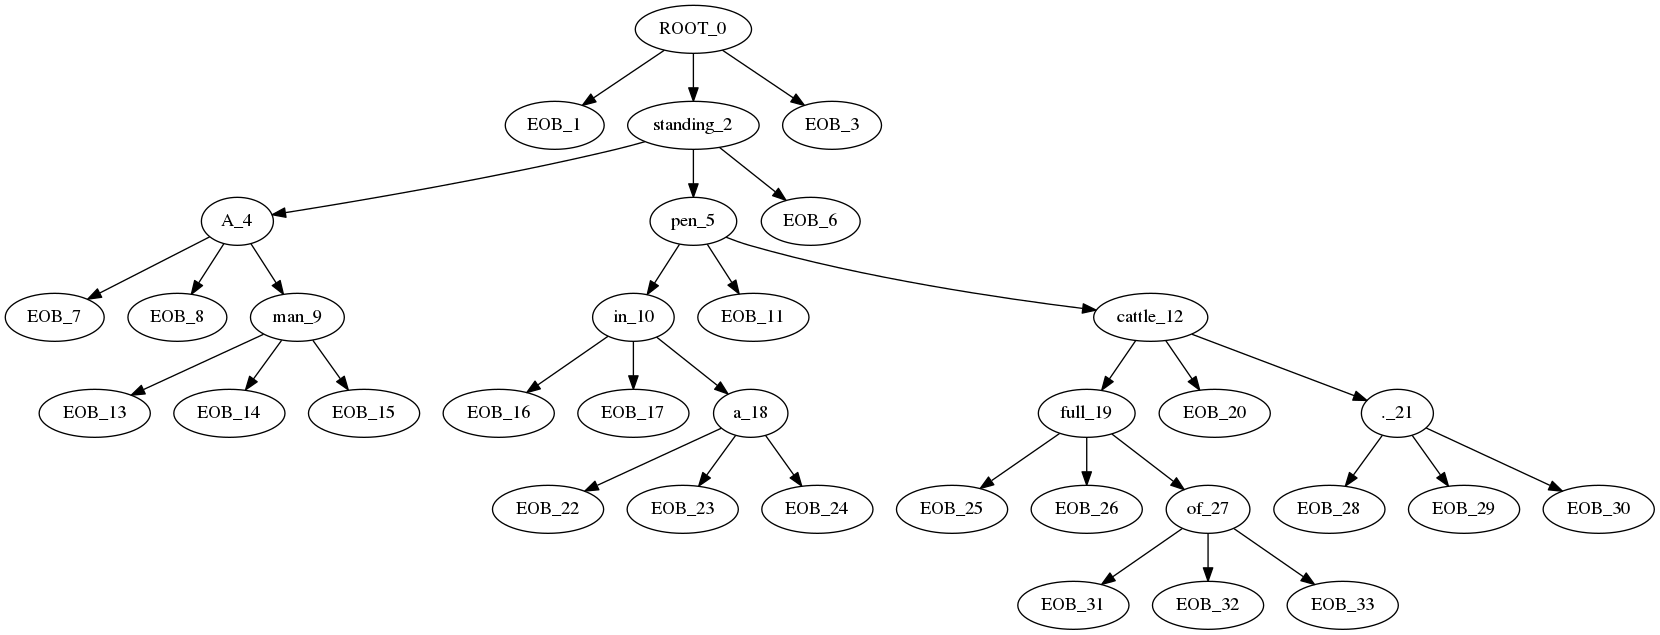 ROOT_0
EOB_1 standing_2 EOB_3
A_4 pen_5 EOB_6
EOB_7 EOB_8 man_9 in_10 EOB_11 cattle_12
EOB_13 EOB_14 EOB_15 EOB_16 EOB_17 a_18 full_19 EOB_20 ._21
EOB_22 EOB_23 EOB_24 EOB_25 EOB_26 of_27 EOB_28 EOB_29 EOB_30
EOB_31 EOB_32 EOB_33